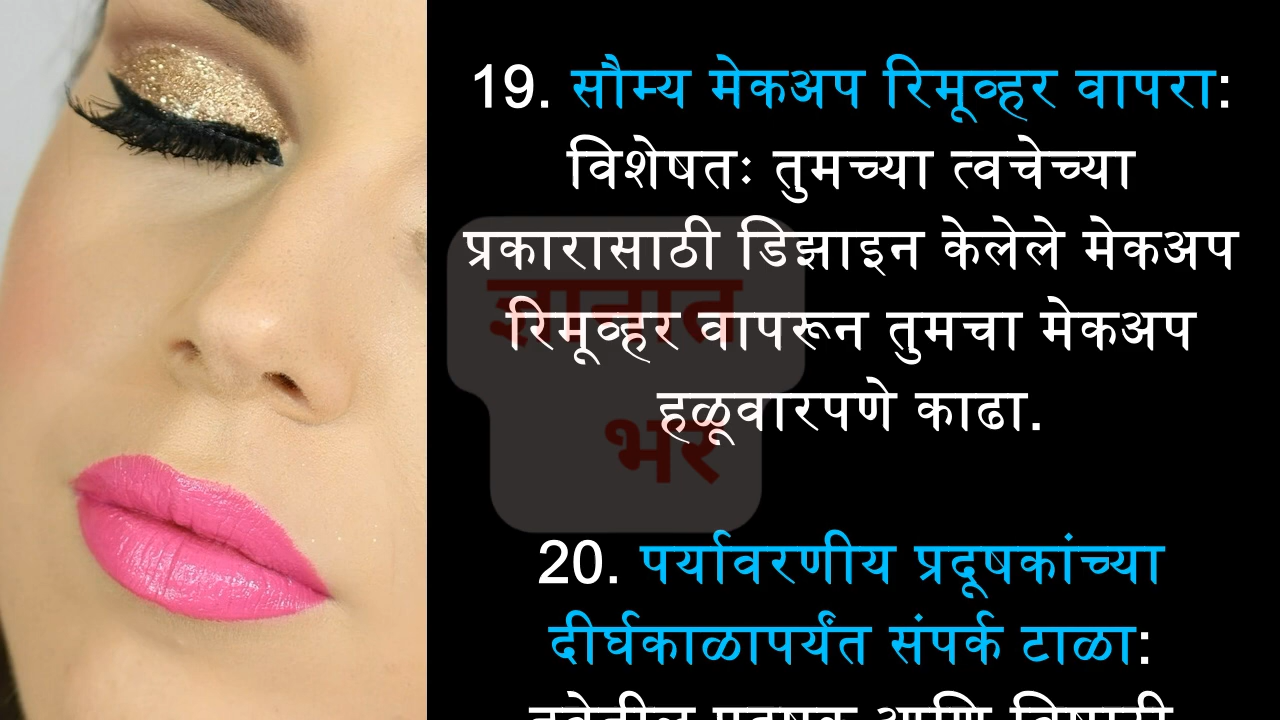 19. सौम्य मेकअप रिमूव्हर वापरा:
विशेषतः तुमच्या त्वचेच्या
प्रकारासाठी डिझाइन केलेले मेकअप
रिमूव्हर वापरून तुमचा मेकअप
हळूवारपणे काढा.
ज्ञानात
भर
20. पर्यावरणीय प्रदूषकांच्या
दीर्घकाळापर्यंत संपर्क टाळा: